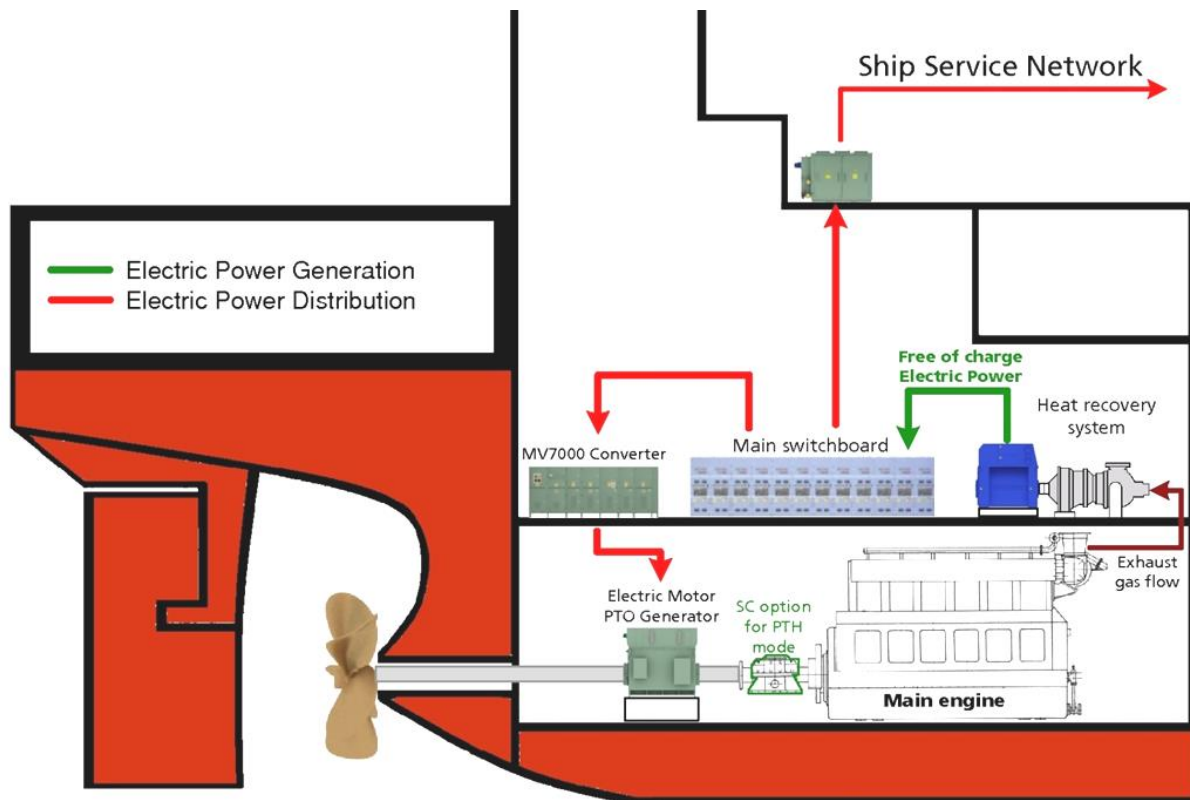 Ship Service Network
Electric Power Generation
Electric Power Distribution
Free of charge
Electric Power
Heat recovery
system
MV7000 Converter
Main switchboard
Exhaust
gas flow
Electric Motor
PTO Generator
SC option
for PTH
mode
Main engine